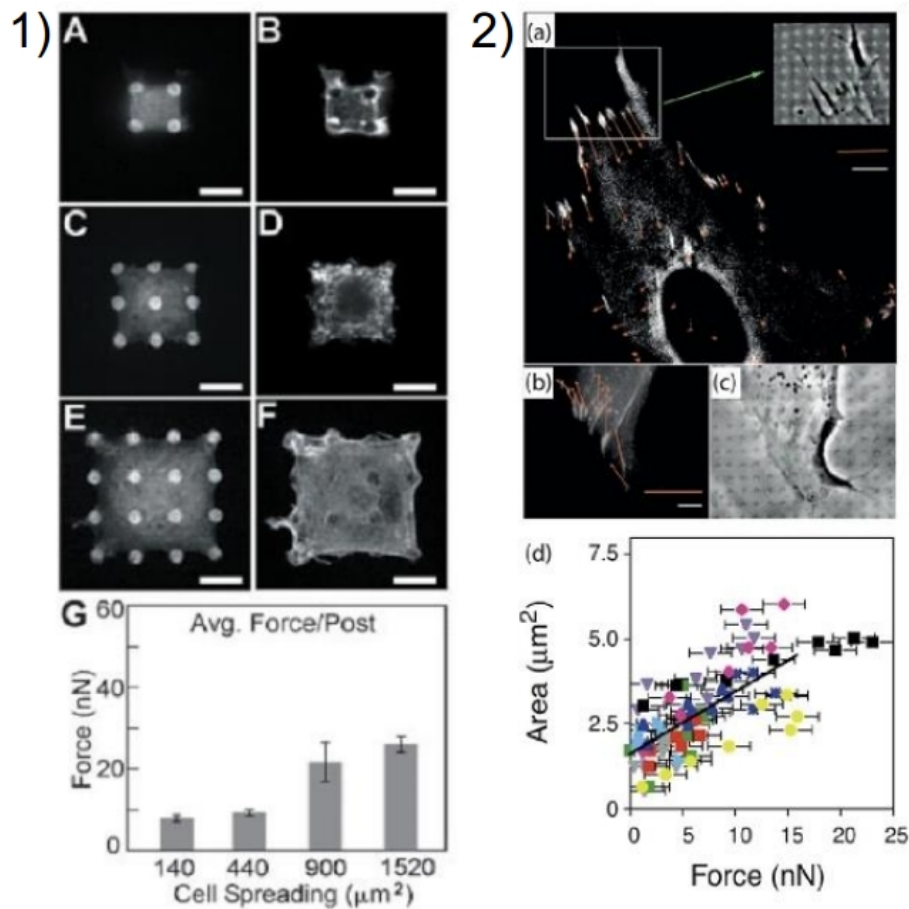 1)
A
B
C
D
E
F
G
Avg. Force/Post
60
40
20
0
Force (nN)
140 440 900 1520
Cell Spreading (μm²)
2)
(a)
(b)
(c)
(d)
7.5
5.0
2.5
0
Area (μm²)
0 5 10 15 20 25
Force (nN)